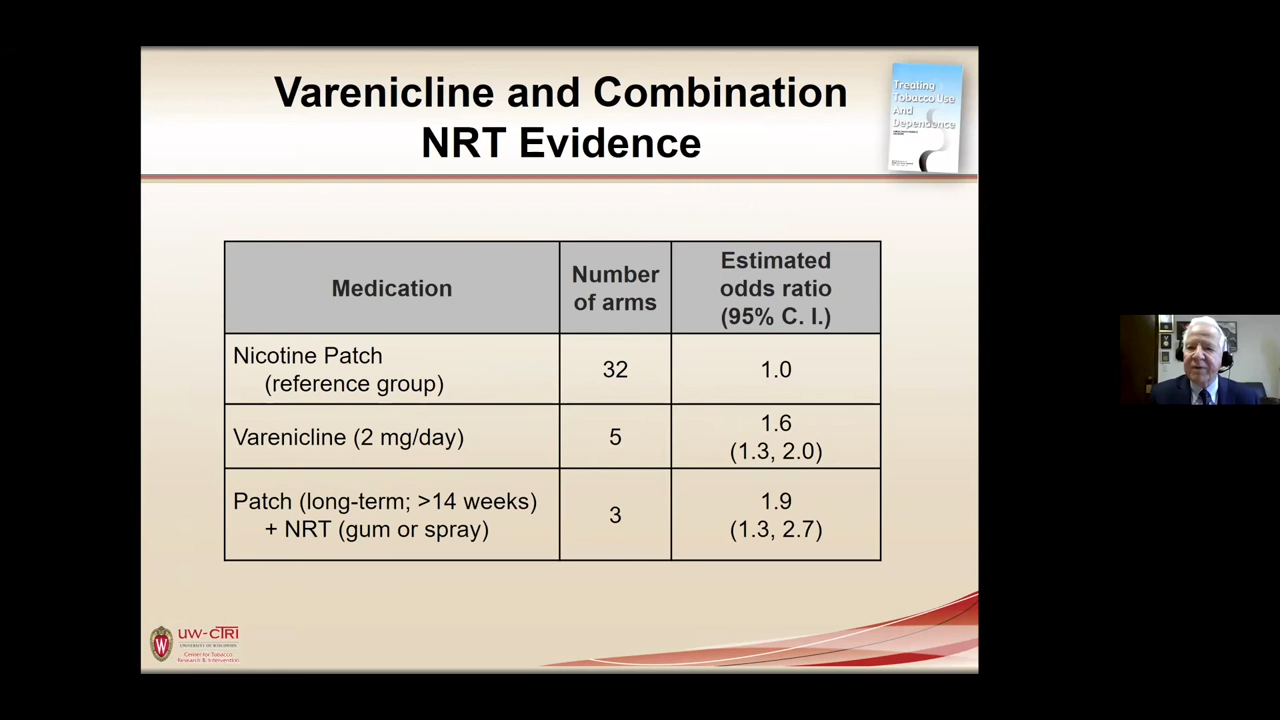 Varenicline and Combination
NRT Evidence
Treating
Tobacco Use
And
Dependence
Medication
Number
of arms
Estimated
odds ratio
(95% C. I.)
Nicotine Patch
(reference group)
32
1.0
Varenicline (2 mg/day)
5
1.6
(1.3, 2.0)
Patch (long-term; >14 weeks)
+ NRT (gum or spray)
3
1.9
(1.3, 2.7)
W
UW-CTRI
UNIVERSITY OF WISCONSIN
Center for Tobacco
Research & Intervention